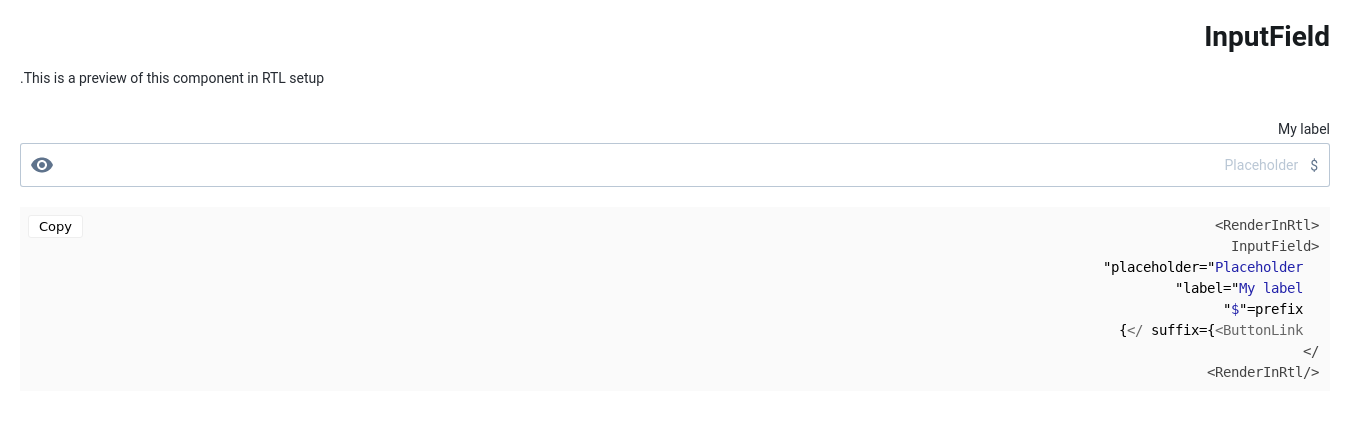 InputField
.This is a preview of this component in RTL setup
My label
Placeholder $
Copy
<RenderInRtl>
InputField>
"placeholder="Placeholder
"label="My label
"$"=prefix
{</ suffix={<ButtonLink
</
<RenderInRtl/>